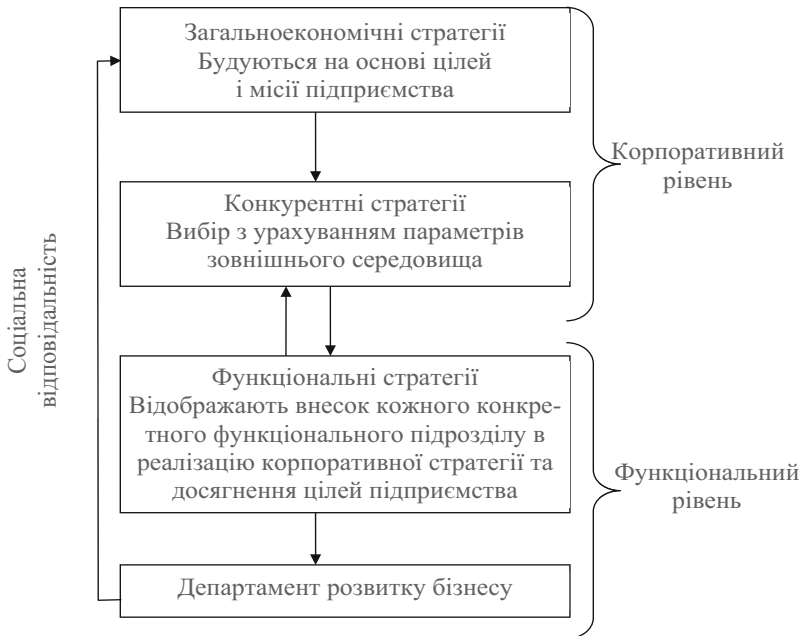 Загальноекономічні стратегії
Будуються на основі цілей
і місії підприємства
Корпоративний
рівень
Конкурентні стратегії
Вибір з урахуванням параметрів
зовнішнього середовища
Соціальна
відповідальність
Функціональні стратегії
Відображають внесок кожного конкре-
тного функціонального підрозділу в
реалізацію корпоративної стратегії та
досягнення цілей підприємства
Функціональний
рівень
Департамент розвитку бізнесу